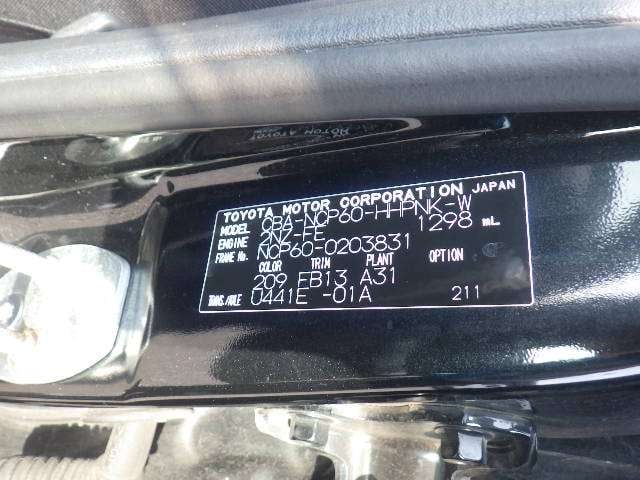 TOYOTA MOTOR CORPORATION JAPAN
MODEL CBA-NCP60-HHPNK-W
ENGINE 2NZ-FE 1298 mL
FRAME No. NCP60-0203831
COLOR TRIM PLANT OPTION
209 FB13 A31
TRANS./AXLE U441E -01A 211